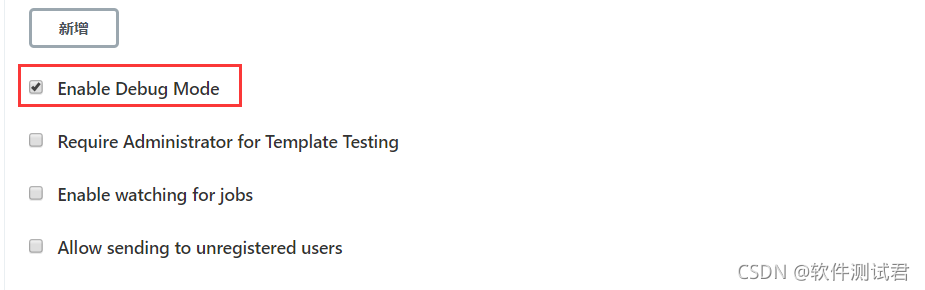 新增
Enable Debug Mode
Require Administrator for Template Testing
Enable watching for jobs
Allow sending to unregistered users
CSDN @软件测试君